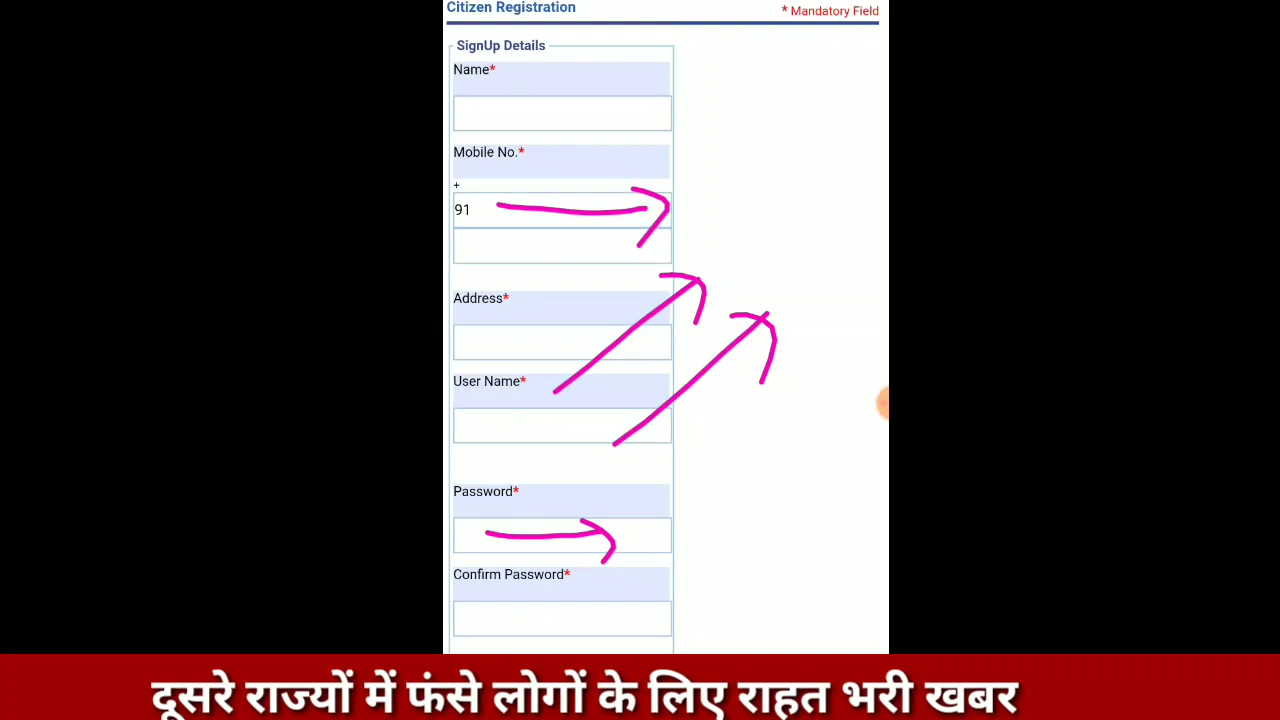 Citizen Registration
* Mandatory Field
SignUp Details
Name*
Mobile No.*
+
91
Address*
User Name*
Password*
Confirm Password*
दूसरे राज्यों में फंसे लोगों के लिए राहत भरी खबर